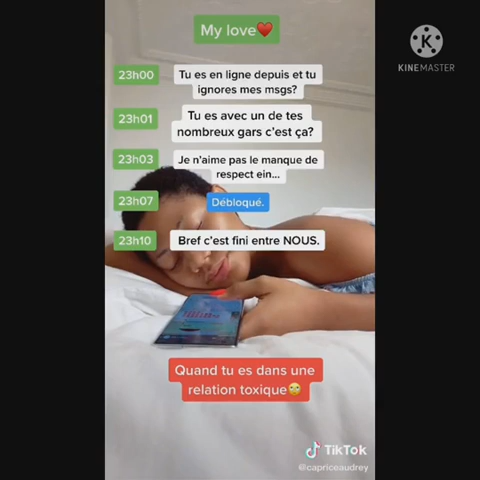 My love❤️
KINEMASTER
23h00
Tu es en ligne depuis et tu
ignores mes msgs?
23h01
Tu es avec un de tes
nombreux gars c'est ça?
23h03
Je n'aime pas le manque de
respect ein...
23h07
Débloqué.
23h10
Bref c'est fini entre NOUS.
Quand tu es dans une
relation toxique😬
TikTok
@capriceaudrey